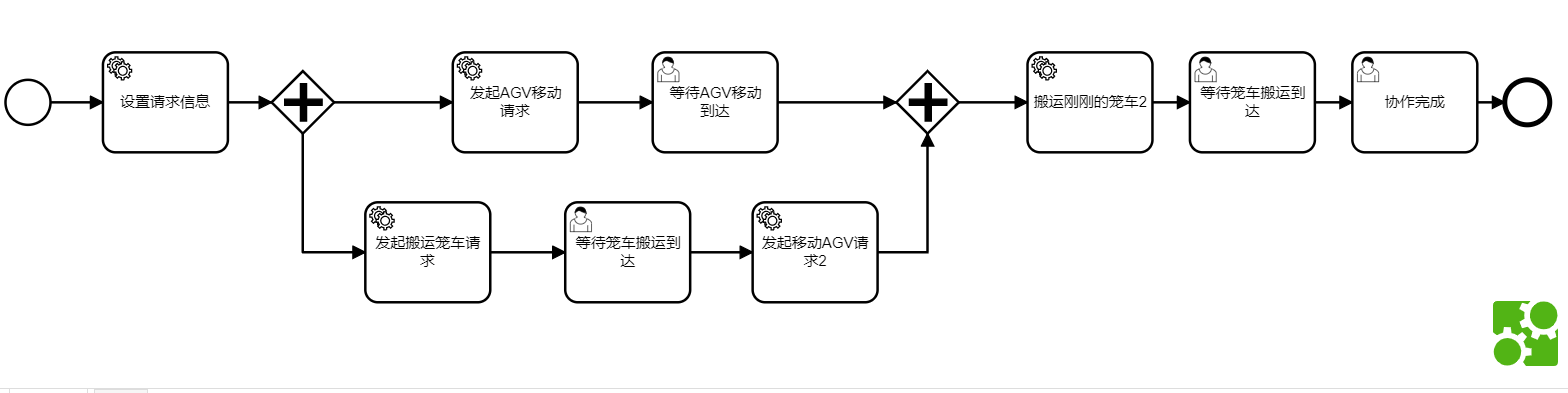 设置请求信息
发起AGV移动
请求
等待AGV移动
到达
搬运刚刚的笼车2
等待笼车搬运到
达
协作完成
发起搬运笼车请
求
等待笼车搬运到
达
发起移动AGV请
求2